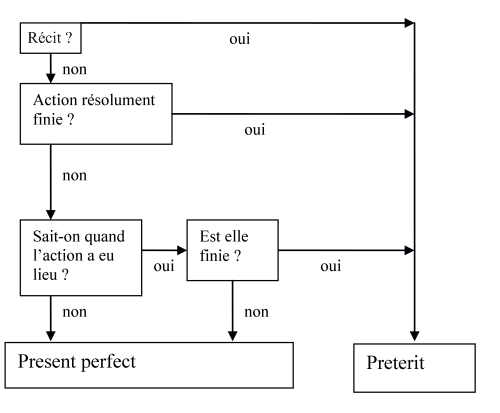 Récit ?
oui
non
Action résolument
finie ?
oui
non
Sait-on quand
l'action a eu
lieu ?
oui
Est elle
finie ?
oui
non
non
Present perfect
Preterit